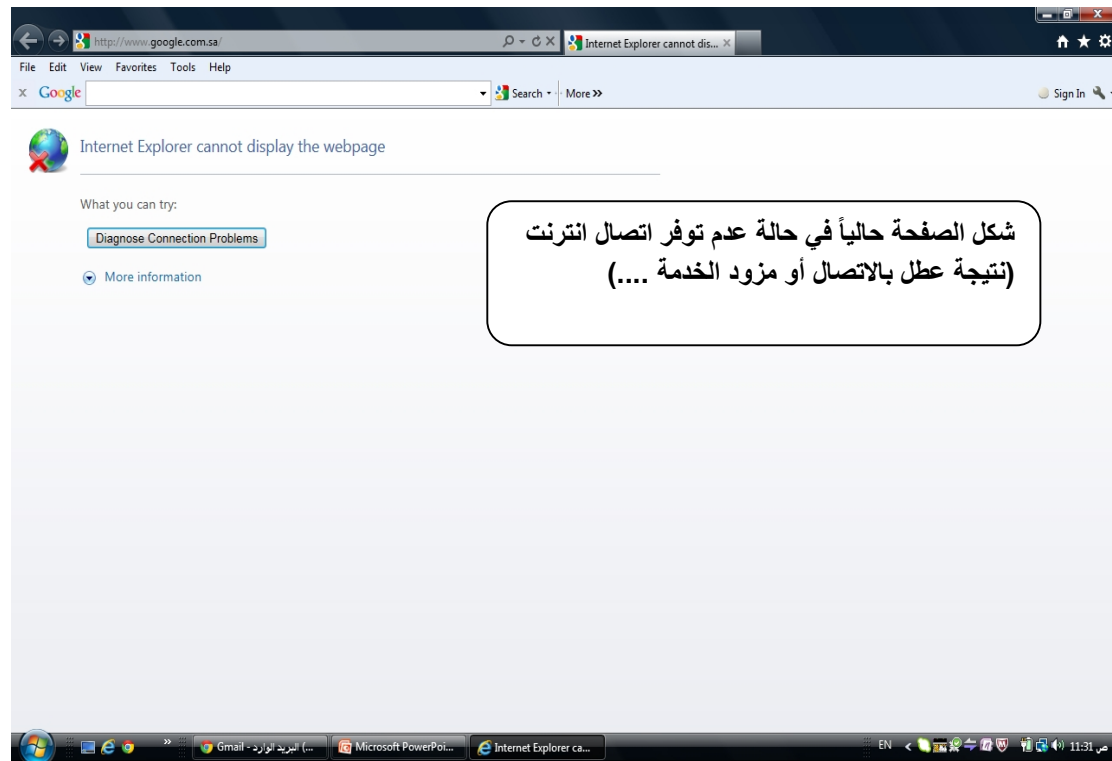 http://www.google.com.sa/
Internet Explorer cannot dis...
File Edit View Favorites Tools Help
x Google Search More >> Sign In
Internet Explorer cannot display the webpage
What you can try:
Diagnose Connection Problems
More information
شكل الصفحة حالياً في حالة عدم توفر اتصال انترنت
(نتيجة عطل بالاتصال أو مزود الخدمة ....)
Gmail - البريد الوارد (... Microsoft PowerPoi... Internet Explorer ca... EN 11:31 ص